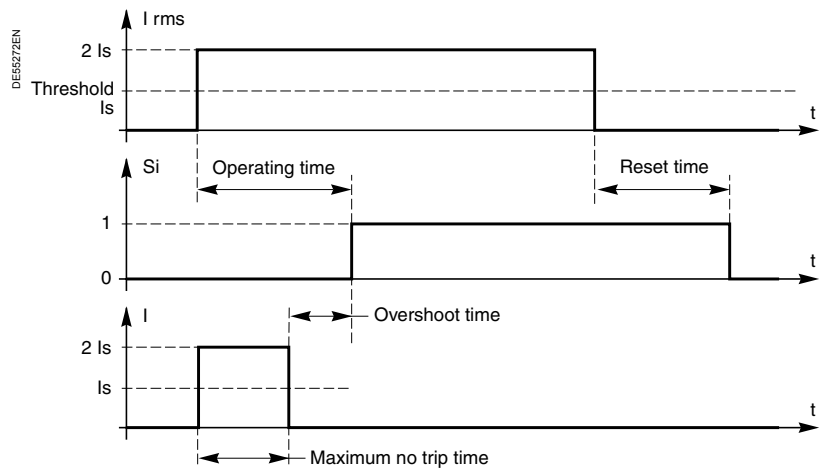 DE55272EN
I rms
2 Is
Threshold
Is
t
Si
Operating time
Reset time
1
0
t
I
Overshoot time
2 Is
Is
t
Maximum no trip time